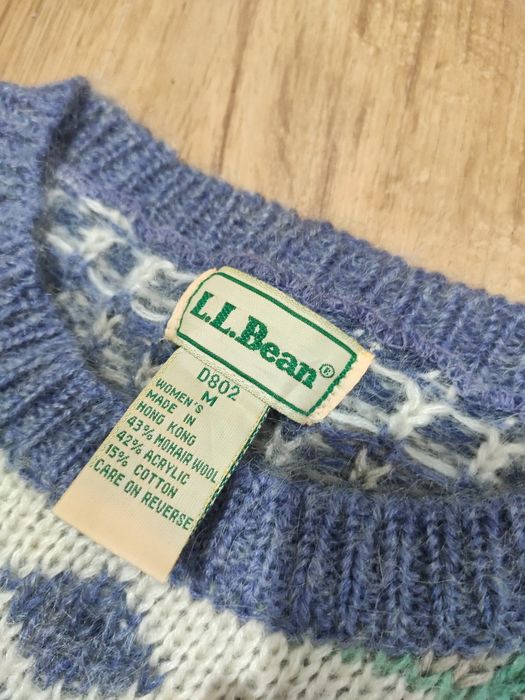 L.L.Bean®
D802
M
WOMEN'S
MADE IN
HONG KONG
43% MOHAIR WOOL
42% ACRYLIC
15% COTTON
CARE ON REVERSE